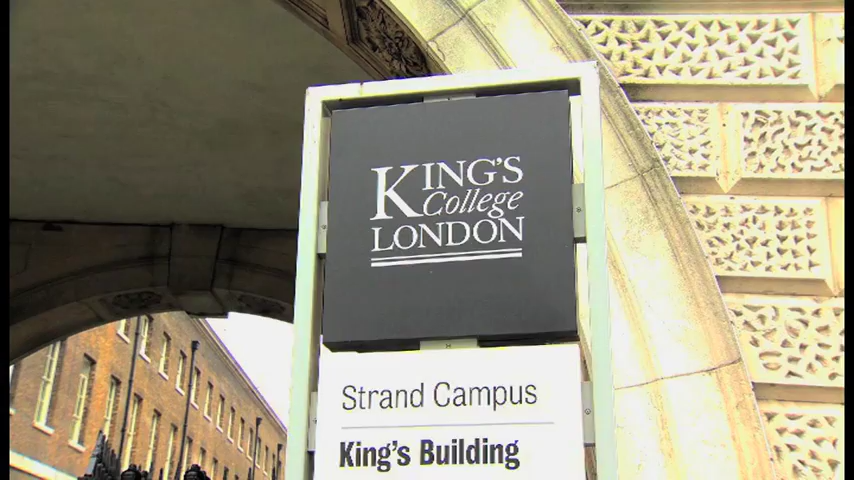 KING'S
College
LONDON
Strand Campus
King's Building